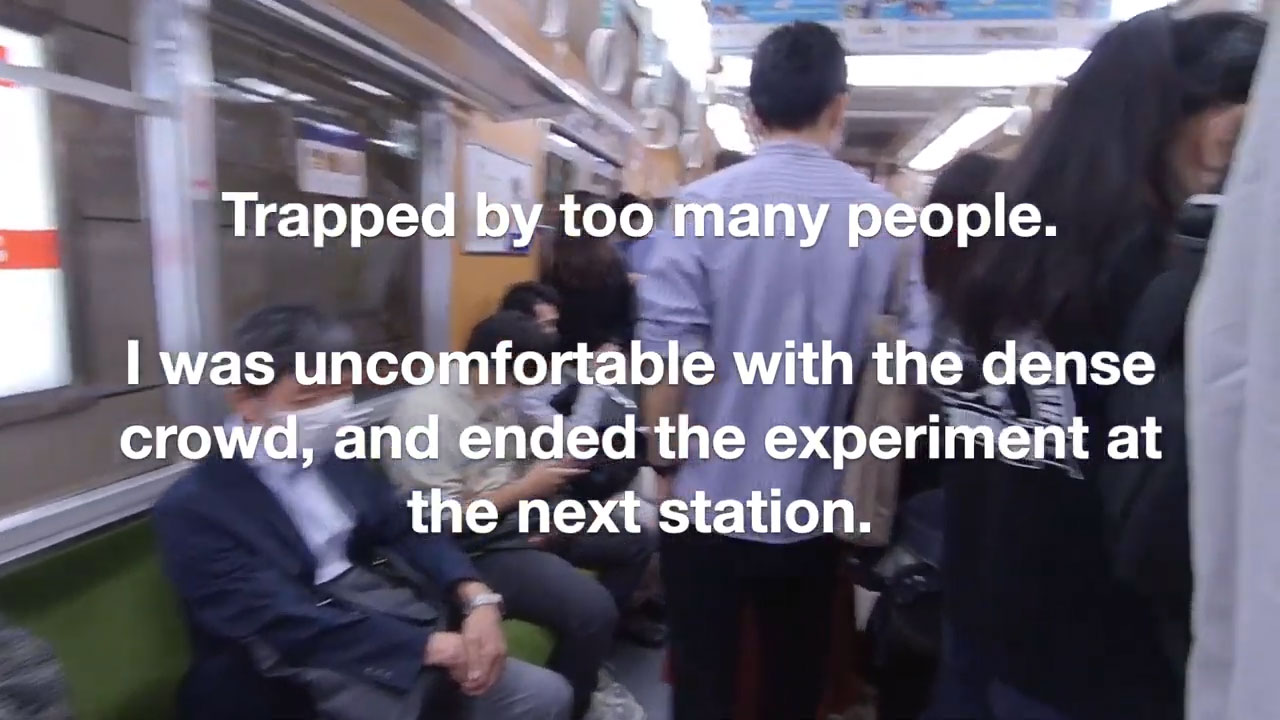 Trapped by too many people.
I was uncomfortable with the dense
crowd, and ended the experiment at
the next station.